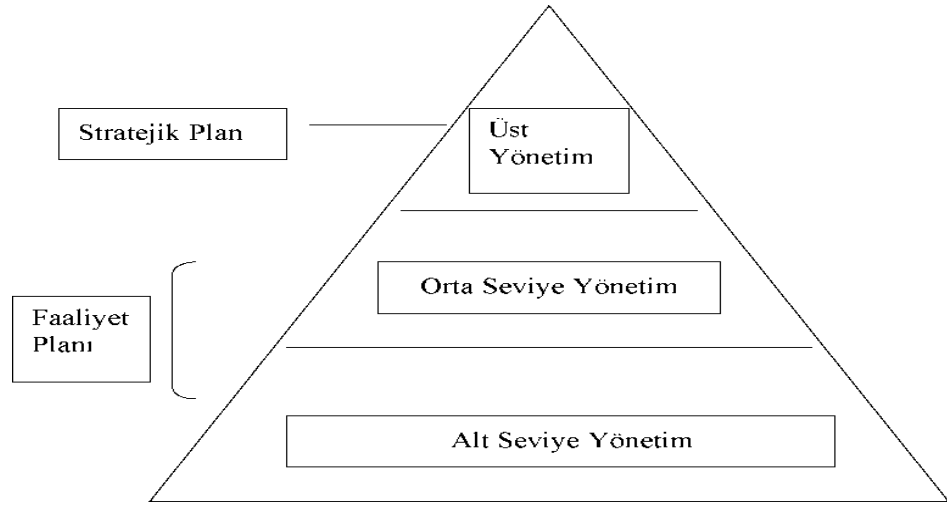 Stratejik Plan
Üst
Yönetim
Orta Seviye Yönetim
Faaliyet
Planı
Alt Seviye Yönetim